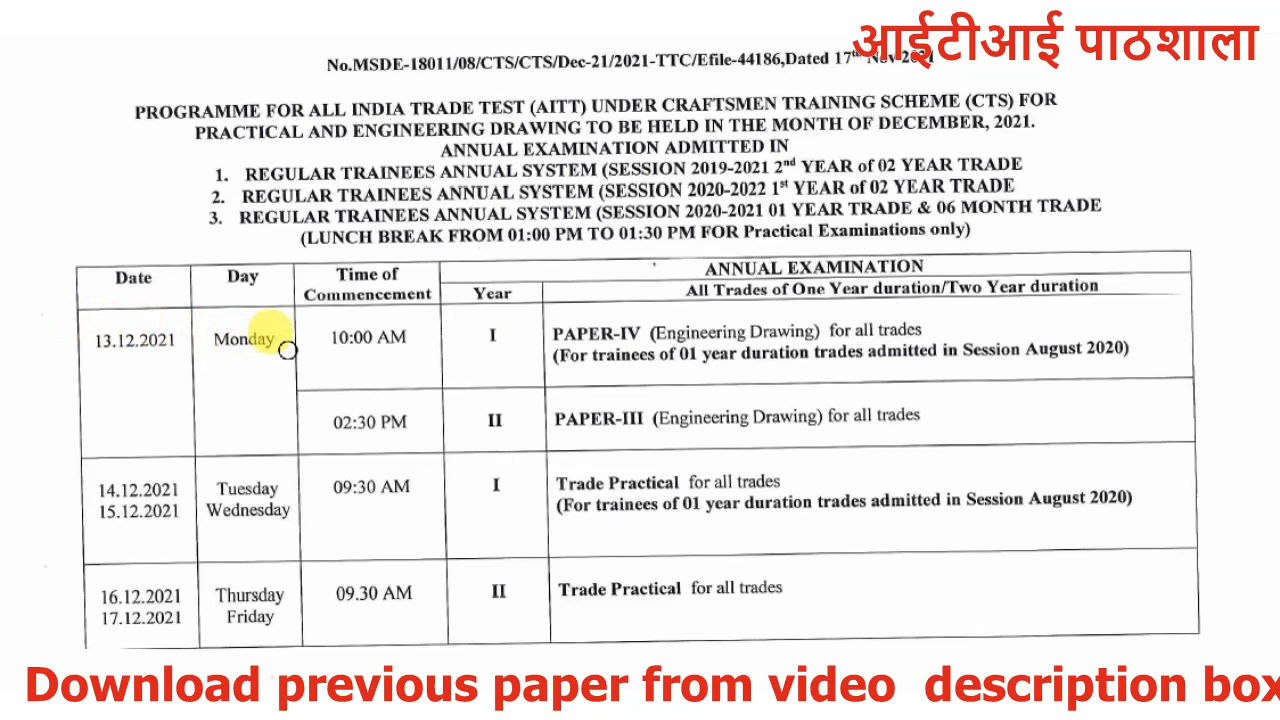 आईटीआई पाठशाला
No.MSDE-18011/08/CTS/CTS/Dec-21/2021-TTC/Efile-44186,Dated 17th Nov 2021
PROGRAMME FOR ALL INDIA TRADE TEST (AITT) UNDER CRAFTSMEN TRAINING SCHEME (CTS) FOR
PRACTICAL AND ENGINEERING DRAWING TO BE HELD IN THE MONTH OF DECEMBER, 2021.
ANNUAL EXAMINATION ADMITTED IN
1. REGULAR TRAINEES ANNUAL SYSTEM (SESSION 2019-2021 2nd YEAR of 02 YEAR TRADE
2. REGULAR TRAINEES ANNUAL SYSTEM (SESSION 2020-2022 1st YEAR of 02 YEAR TRADE
3. REGULAR TRAINEES ANNUAL SYSTEM (SESSION 2020-2021 01 YEAR TRADE & 06 MONTH TRADE
(LUNCH BREAK FROM 01:00 PM TO 01:30 PM FOR Practical Examinations only)
Date Day Time of Commencement ANNUAL EXAMINATION
Year All Trades of One Year duration/Two Year duration
13.12.2021 Monday 10:00 AM I PAPER-IV (Engineering Drawing) for all trades
(For trainees of 01 year duration trades admitted in Session August 2020)
02:30 PM II PAPER-III (Engineering Drawing) for all trades
14.12.2021 Tuesday 09:30 AM I Trade Practical for all trades
15.12.2021 Wednesday (For trainees of 01 year duration trades admitted in Session August 2020)
16.12.2021 Thursday 09.30 AM II Trade Practical for all trades
17.12.2021 Friday
Download previous paper from video description box